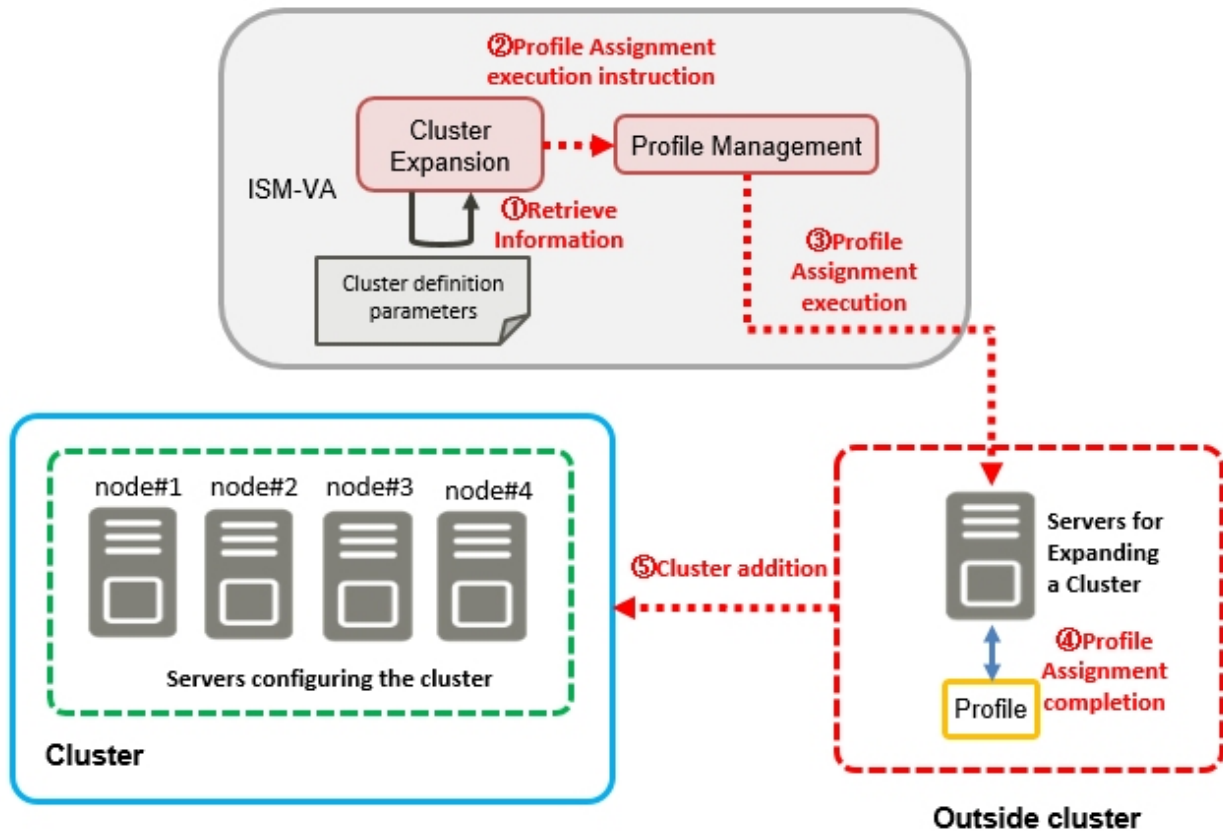 ②Profile Assignment
execution instruction
Cluster
Expansion
Profile Management
ISM-VA
①Retrieve
Information
③Profile
Assignment
execution
Cluster definition
parameters
node#1
node#2
node#3
node#4
Servers for
Expanding
a Cluster
⑤Cluster addition
④Profile
Assignment
completion
Servers configuring the cluster
Profile
Cluster
Outside cluster